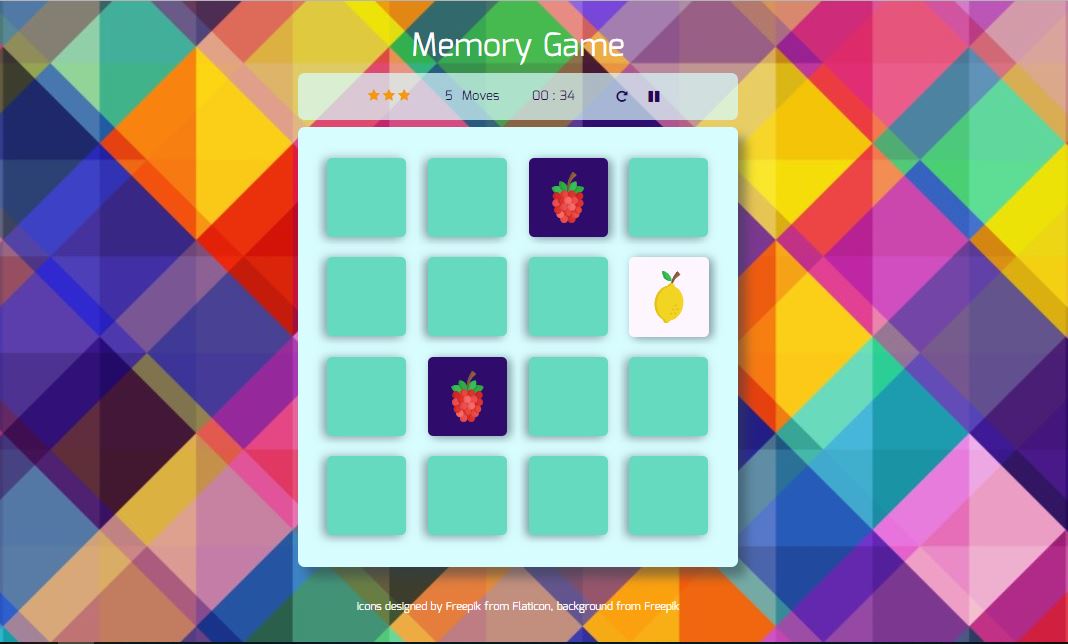 Memory Game
5 Moves 00 : 34
Icons designed by Freepik from Flaticon, background from Freepik